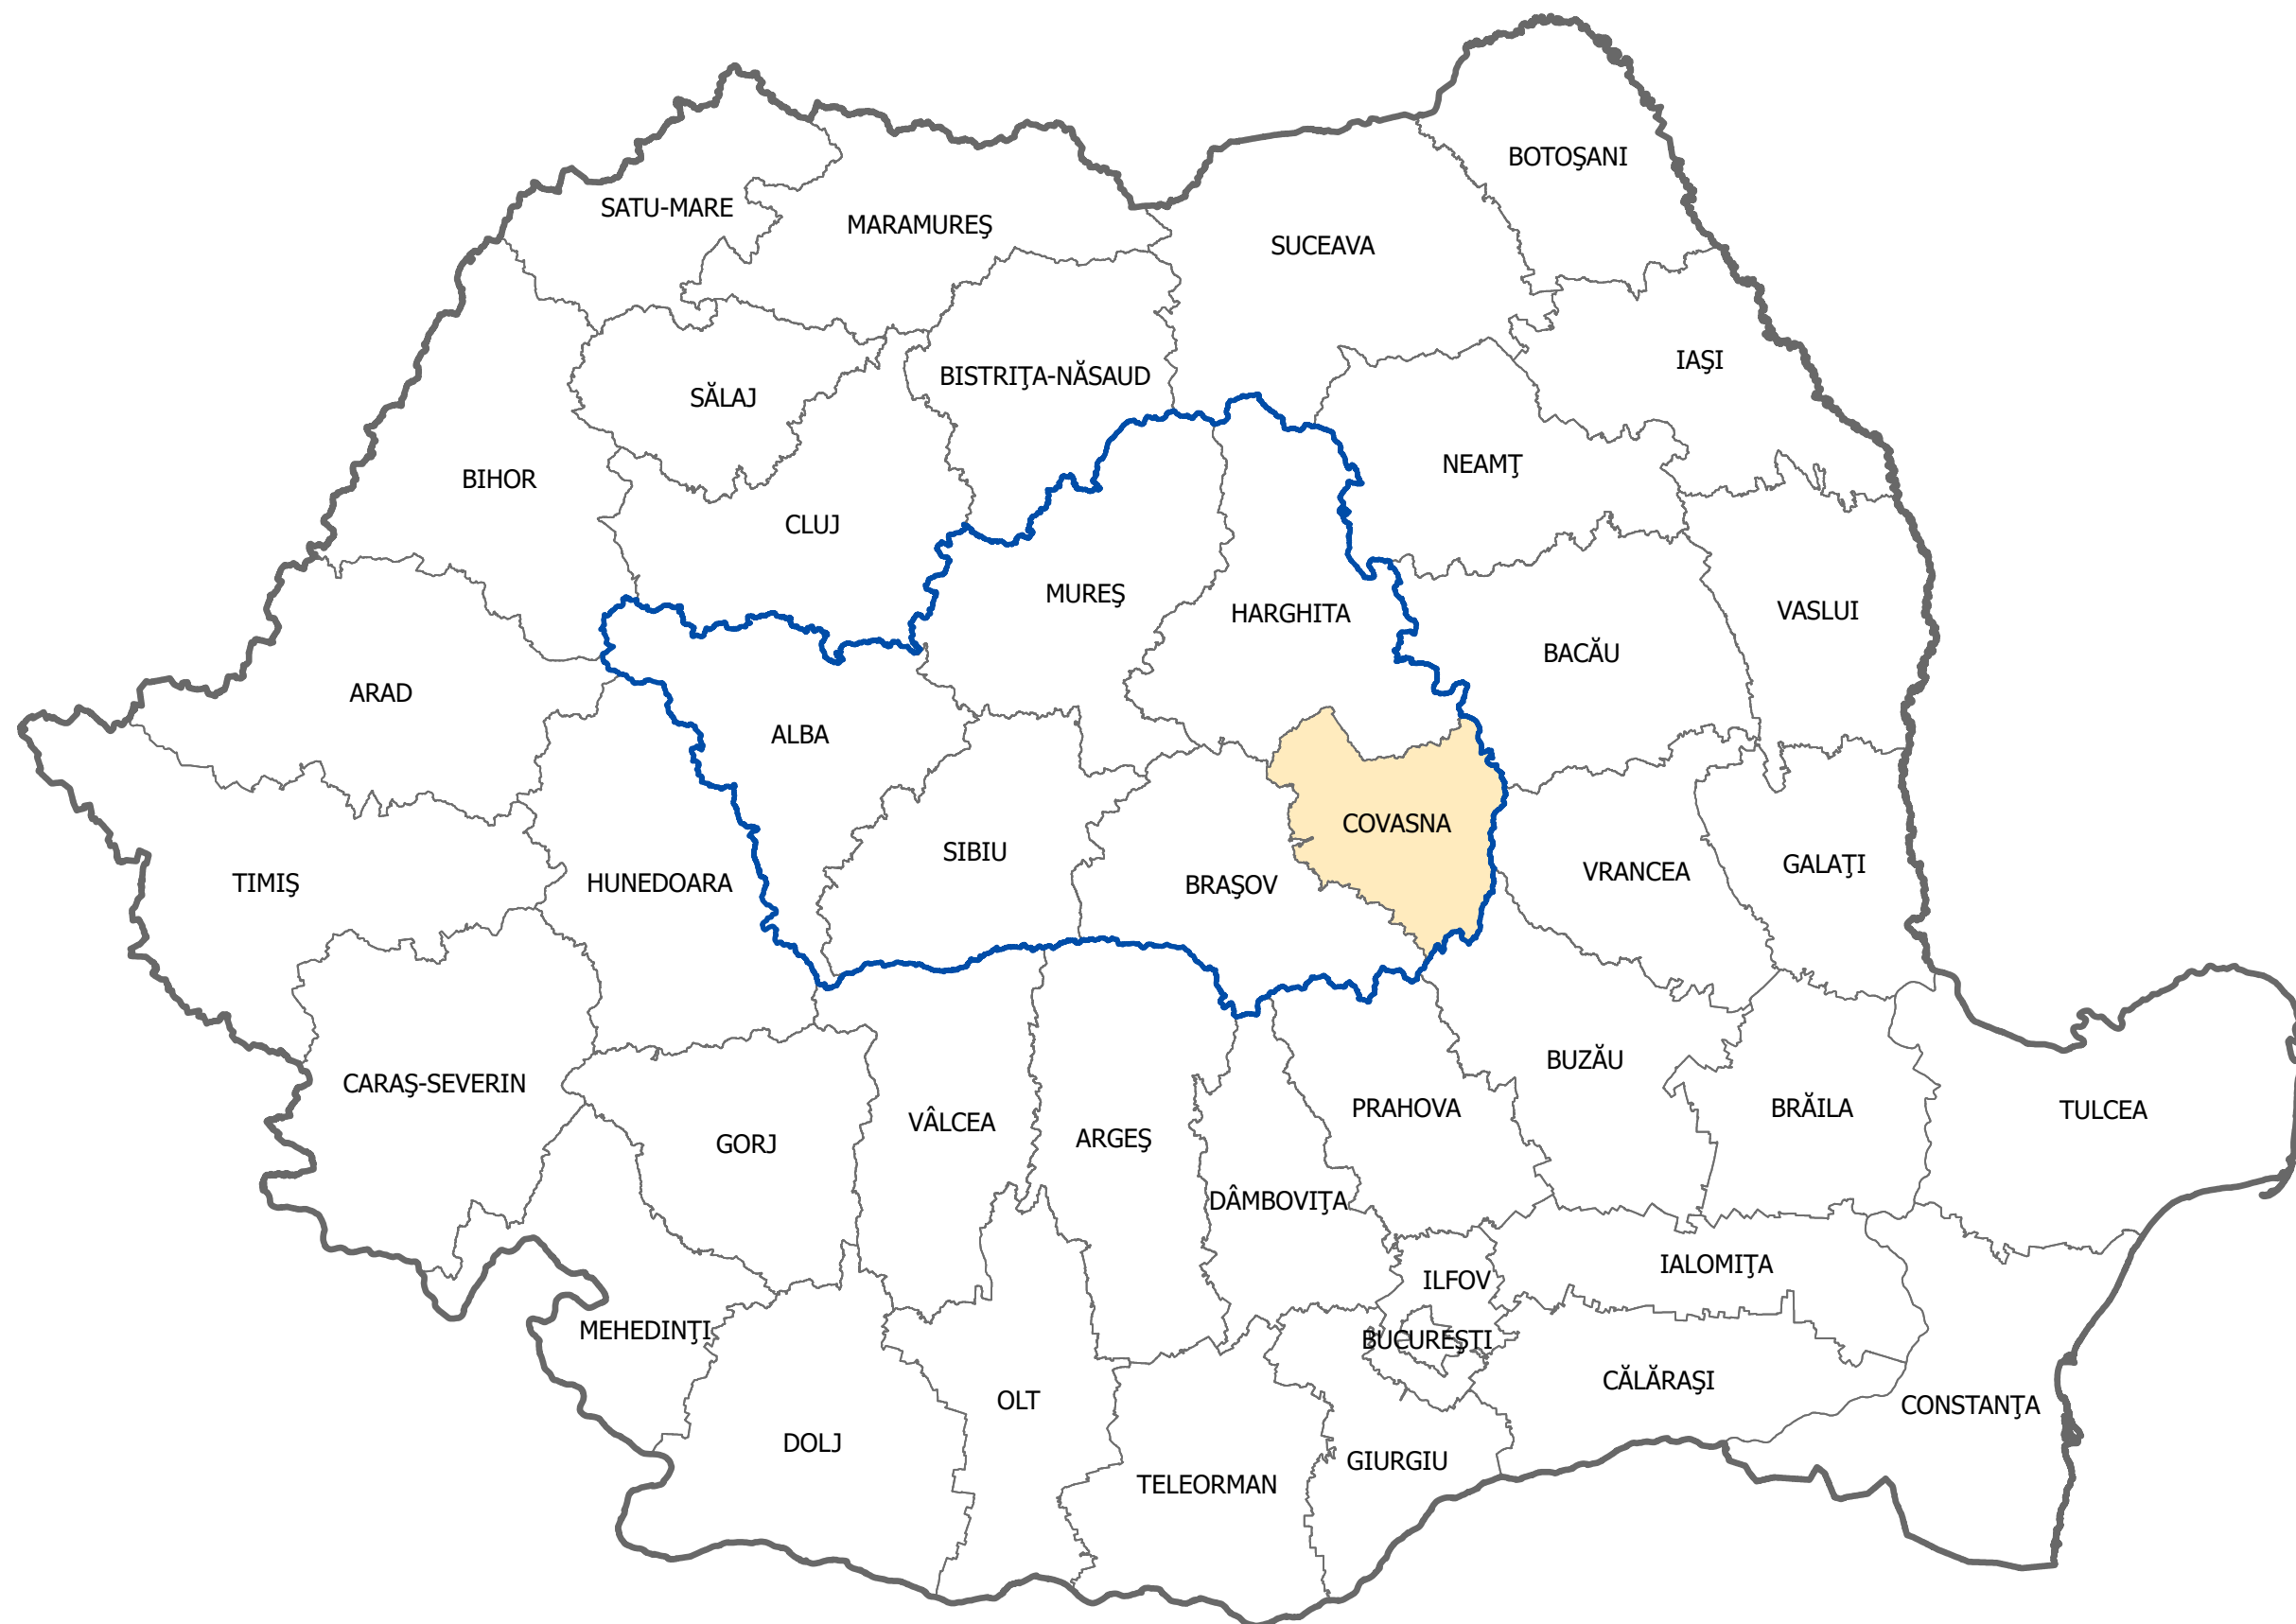 BOTOŞANI
SATU-MARE
MARAMUREŞ
SUCEAVA
IAŞI
BISTRIŢA-NĂSAUD
SĂLAJ
NEAMŢ
BIHOR
CLUJ
MUREŞ
HARGHITA
VASLUI
BACĂU
ARAD
ALBA
COVASNA
SIBIU
GALAŢI
VRANCEA
TIMIŞ
HUNEDOARA
BRAŞOV
BUZĂU
CARAŞ-SEVERIN
PRAHOVA
BRĂILA
TULCEA
VÂLCEA
ARGEŞ
GORJ
DÂMBOVIŢA
IALOMIŢA
ILFOV
MEHEDINŢI
BUCUREŞTI
CĂLĂRAŞI
OLT
CONSTANŢA
DOLJ
GIURGIU
TELEORMAN